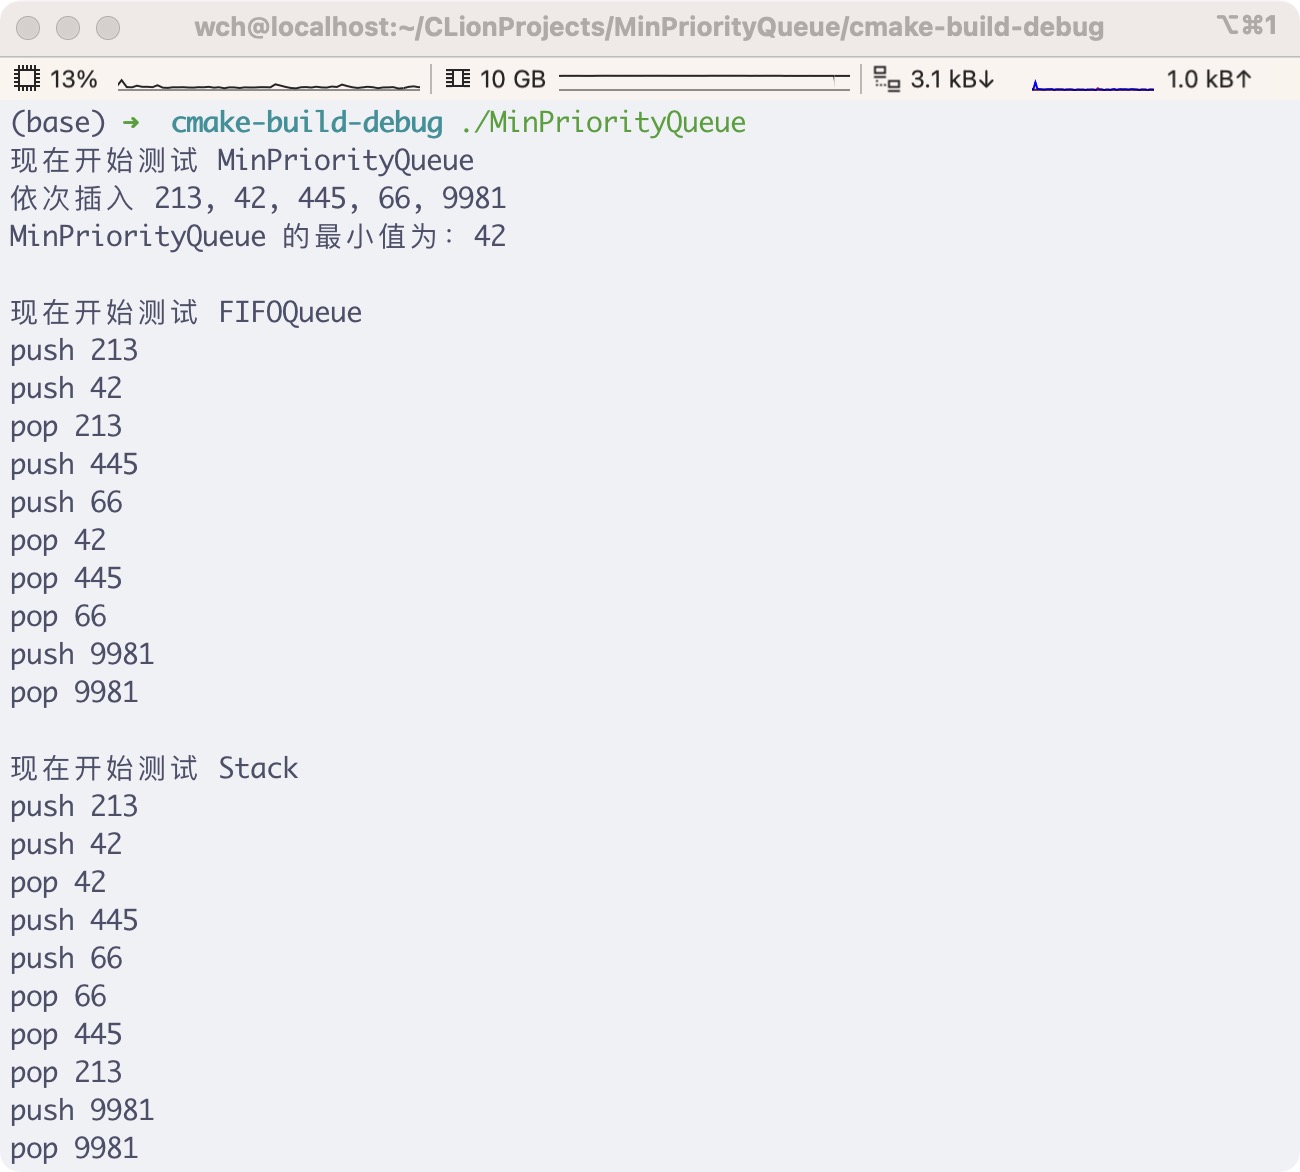 wch@localhost:~/CLionProjects/MinPriorityQueue/cmake-build-debug ⌥⌘1
13% 10 GB 3.1 kB↓ 1.0 kB↑
(base) → cmake-build-debug ./MinPriorityQueue
现在开始测试 MinPriorityQueue
依次插入 213, 42, 445, 66, 9981
MinPriorityQueue 的最小值为: 42
现在开始测试 FIFOQueue
push 213
push 42
pop 213
push 445
push 66
pop 42
pop 445
pop 66
push 9981
pop 9981
现在开始测试 Stack
push 213
push 42
pop 42
push 445
push 66
pop 66
pop 445
pop 213
push 9981
pop 9981